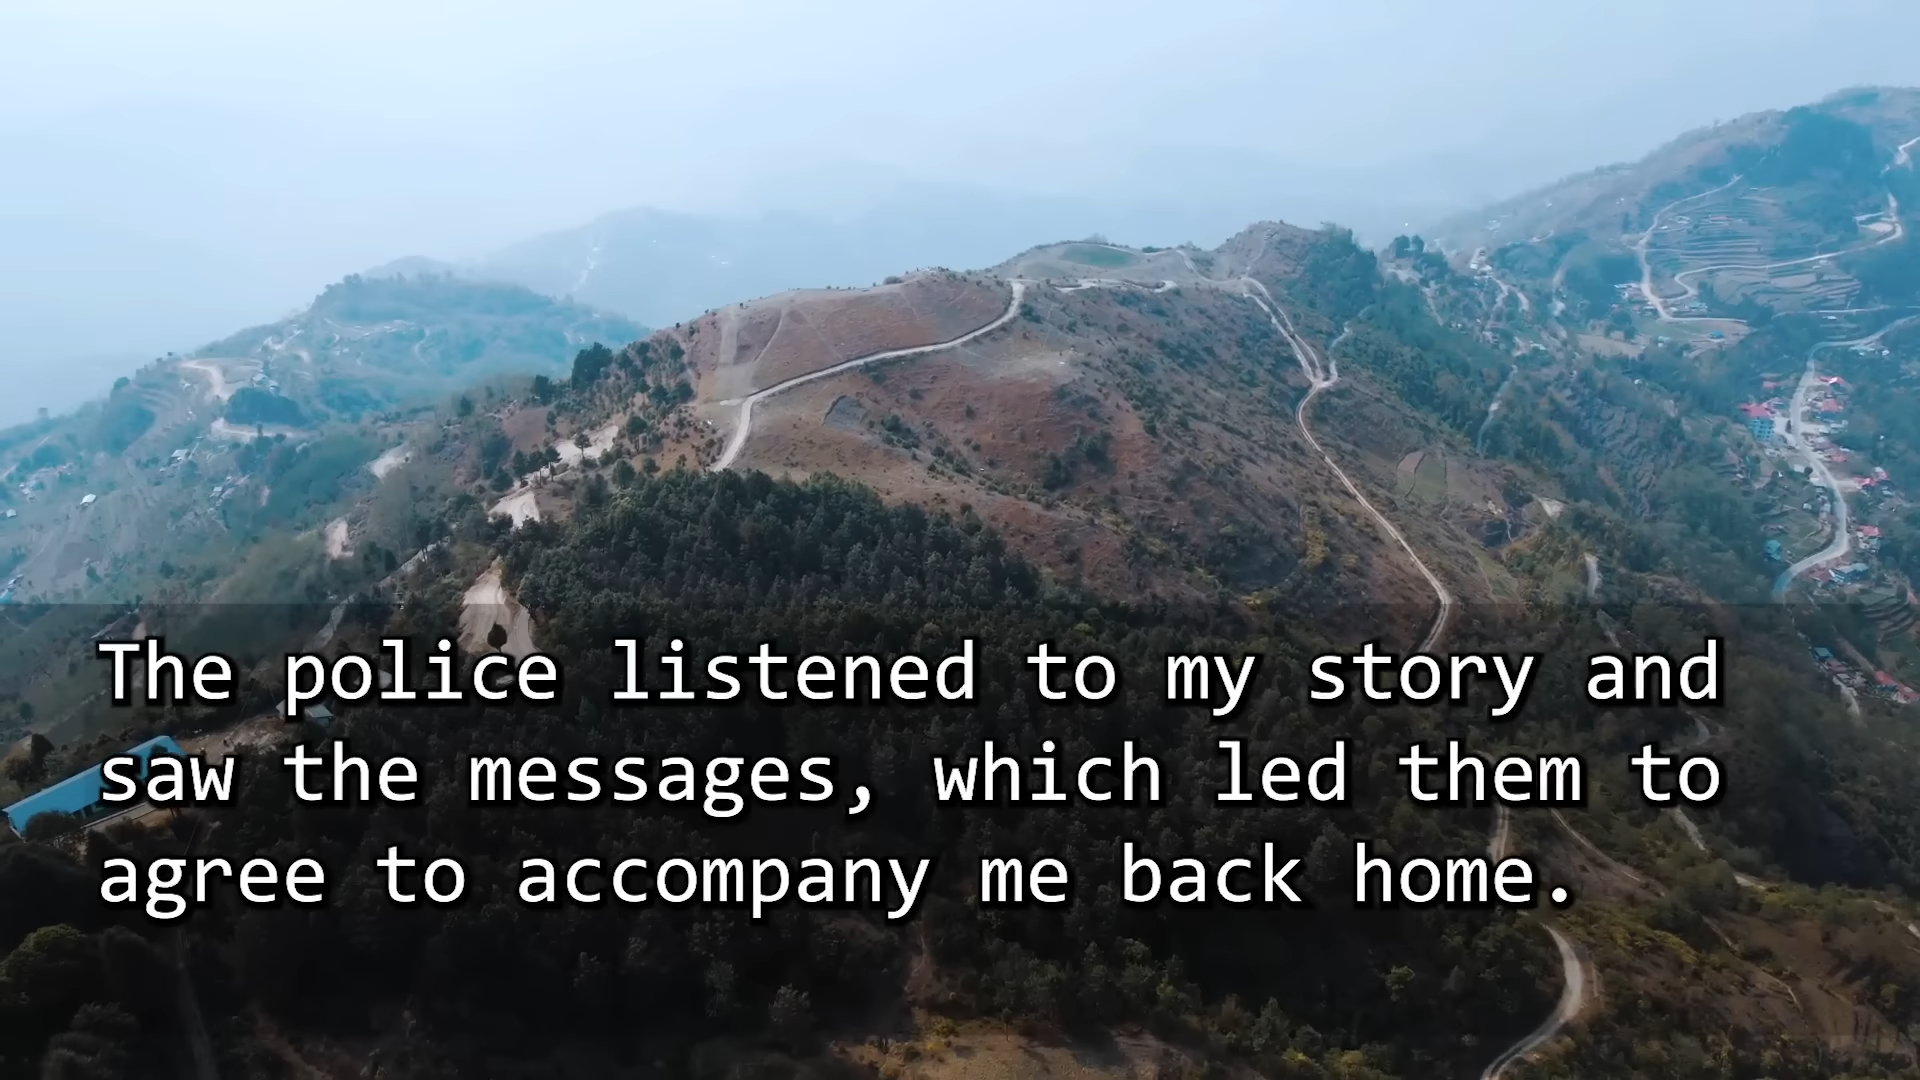 The police listened to my story and
saw the messages, which led them to
agree to accompany me back home.